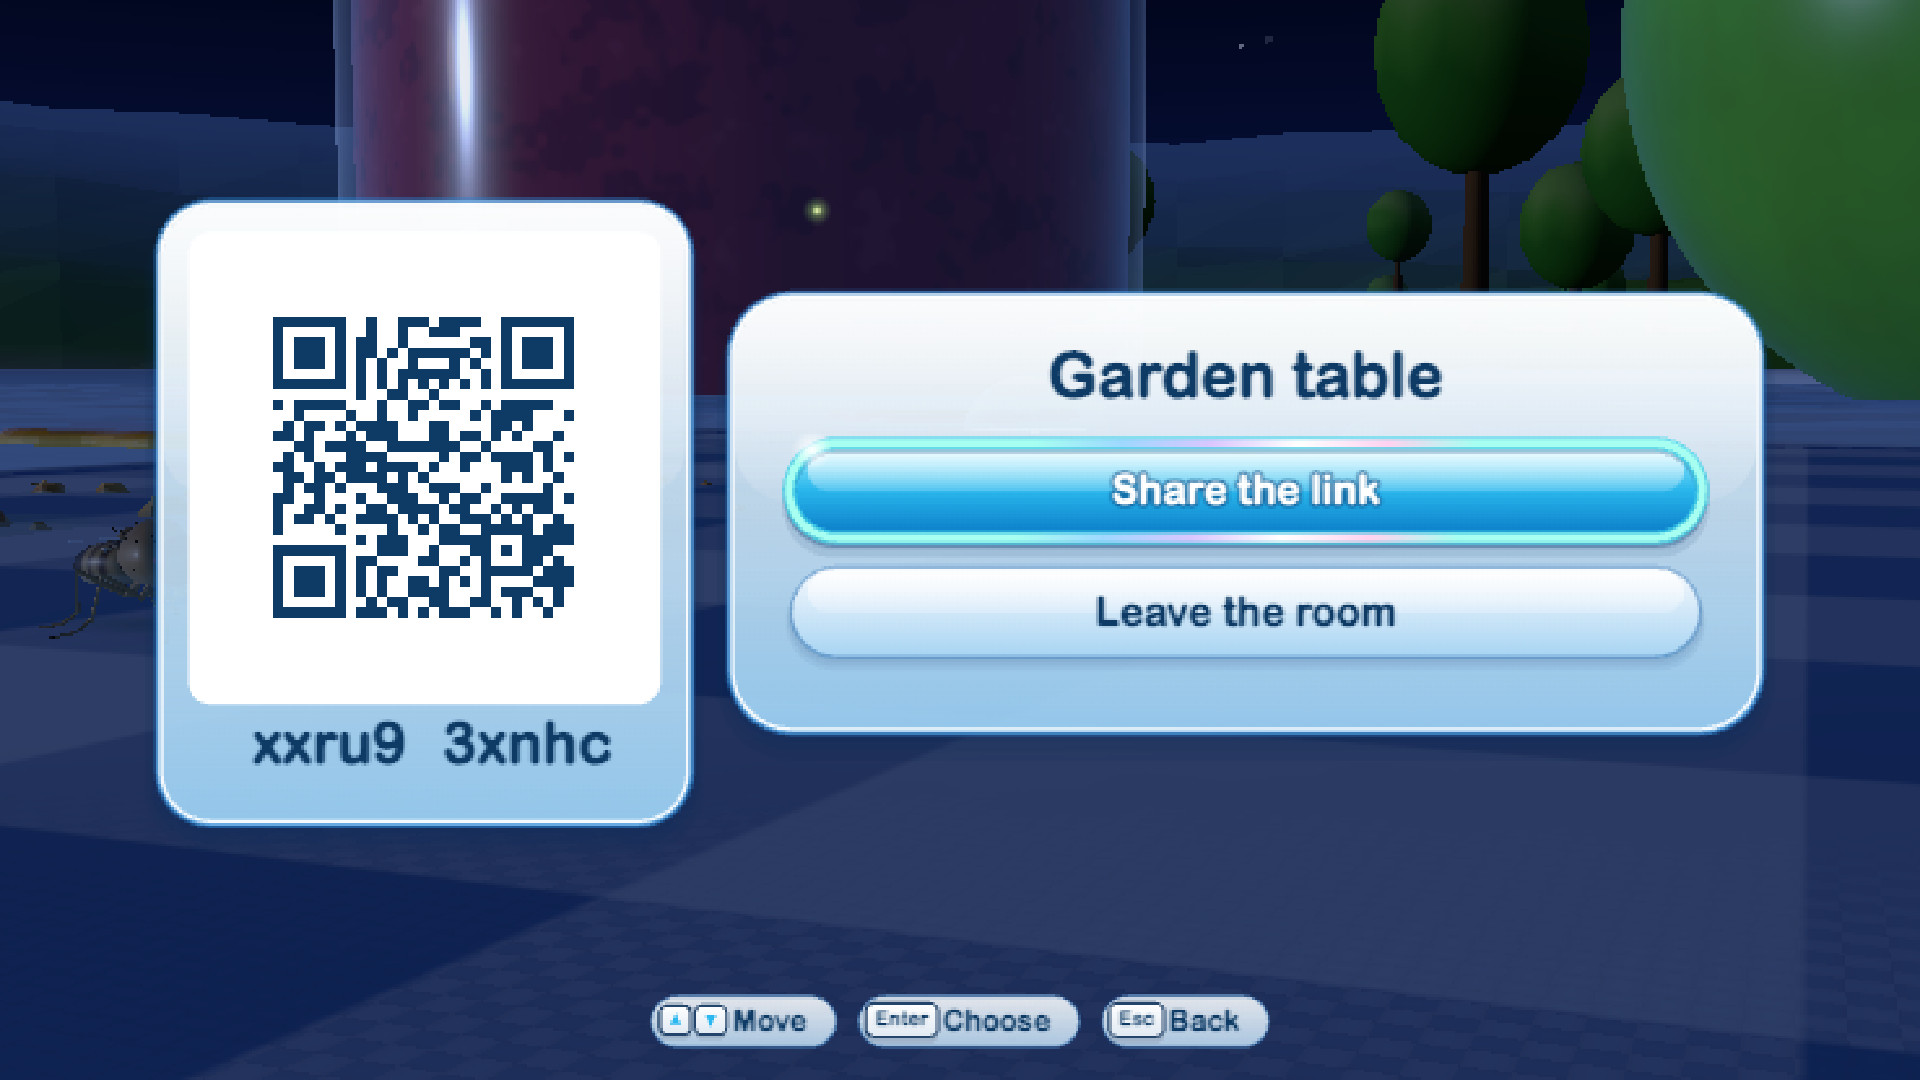 Garden table
Share the link
Leave the room
xxru9 3xnhc
Move
Enter Choose
Esc Back